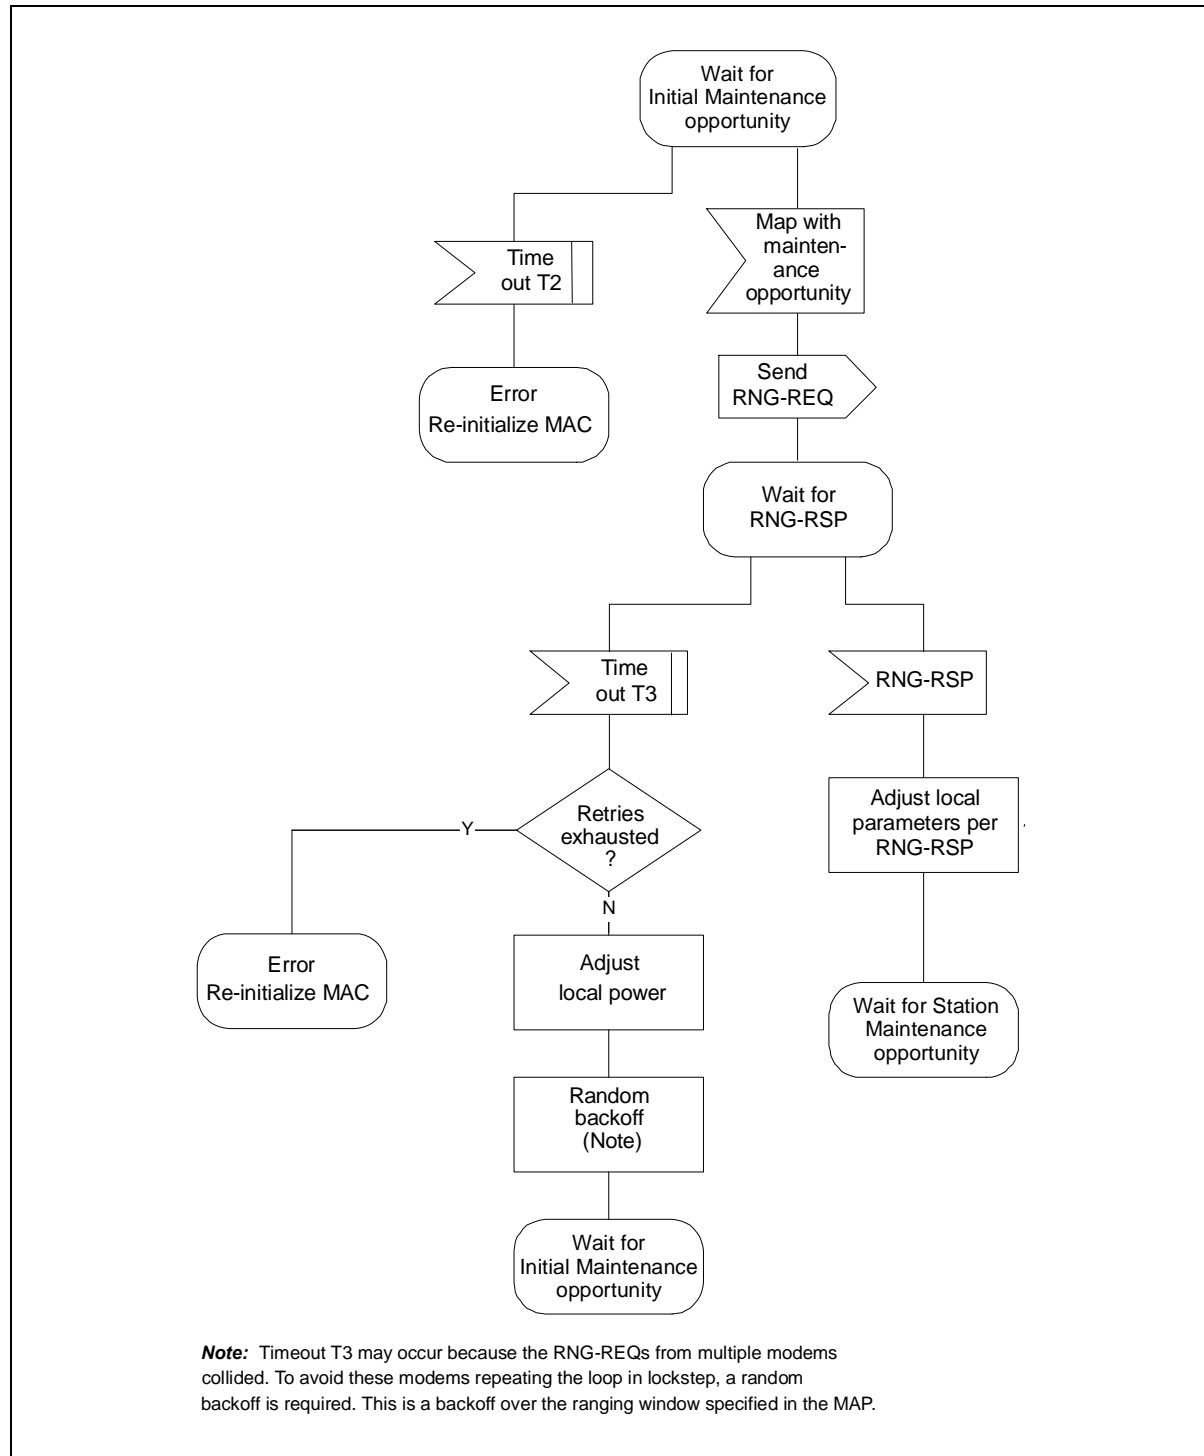 Wait for
Initial Maintenance
opportunity
Time
out T2
Map with
mainten-
ance
opportunity
Error
Re-initialize MAC
Send
RNG-REQ
Wait for
RNG-RSP
Time
out T3
RNG-RSP
Retries
exhausted
?
Y
N
Adjust local
parameters per
RNG-RSP
Error
Re-initialize MAC
Adjust
local power
Wait for Station
Maintenance
opportunity
Random
backoff
(Note)
Wait for
Initial Maintenance
opportunity
Note: Timeout T3 may occur because the RNG-REQs from multiple modems
collided. To avoid these modems repeating the loop in lockstep, a random
backoff is required. This is a backoff over the ranging window specified in the MAP.